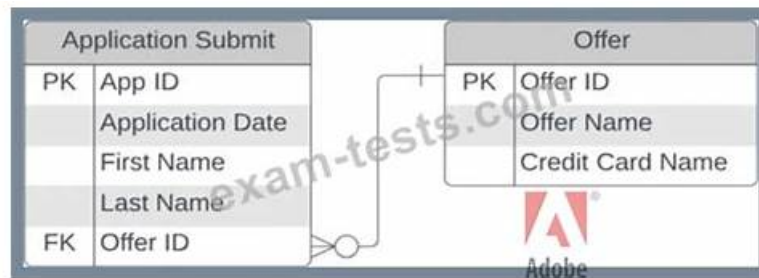 Application Submit
PK App ID
Application Date
First Name
Last Name
FK Offer ID
Offer
PK Offer ID
Offer Name
Credit Card Name
exam-tests.com
Adobe